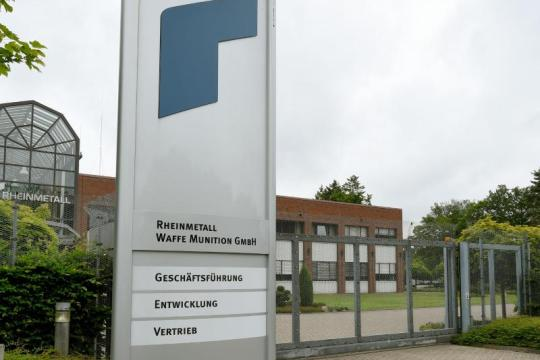 RHEINMETALL
RHEINMETALL
WAFFE MUNITION GMBH
GESCHÄFTSFÜHRUNG
ENTWICKLUNG
VERTRIEB